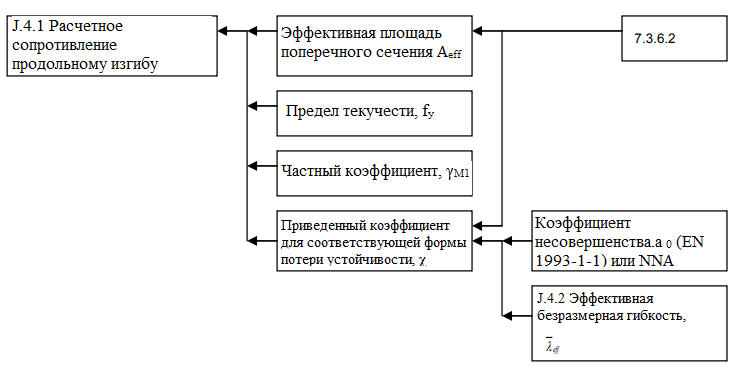 J.4.1 Расчетное
сопротивление
продольному изгибу
Эффективная площадь
поперечного сечения Aeff
7.3.6.2
Предел текучести, fy
Частный коэффициент, γM1
Приведенный коэффициент
для соответствующей формы
потери устойчивости, χ
Коэффициент
несовершенства.a 0 (EN
1993-1-1) или NNA
J.4.2 Эффективная
безразмерная гибкость,
λ̅eff